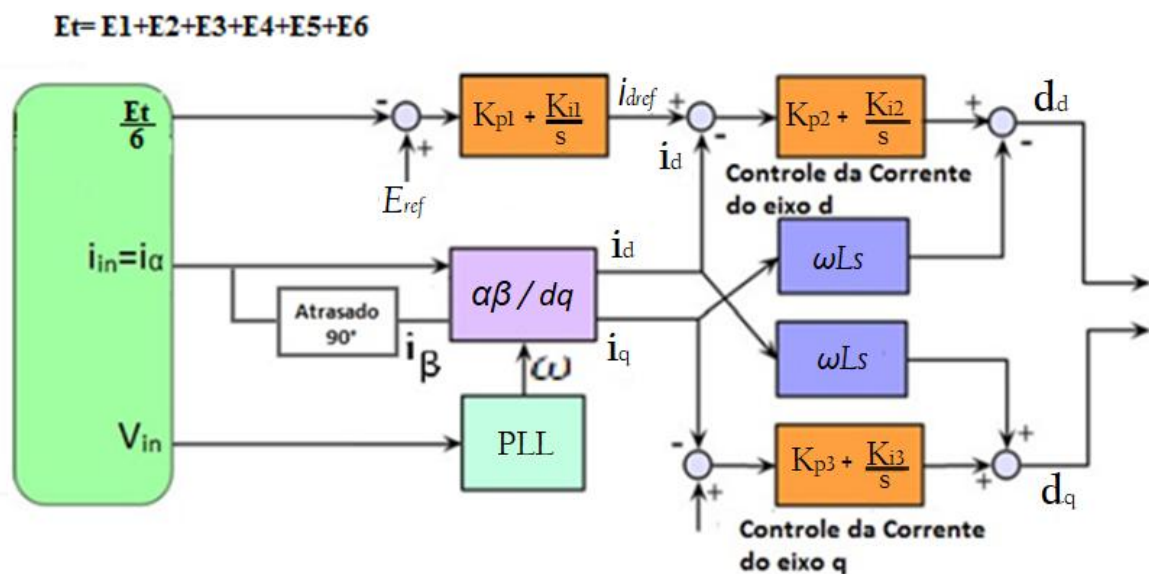 Et= E1+E2+E3+E4+E5+E6
Et
6
-
+
Eref
Kp1 + Ki1
s
idref
+
-
id
Kp2 + Ki2
s
Controle da Corrente
do eixo d
+
-
dd
iin=iα
Atrasado
90°
iβ
αβ / dq
id
iq
ω
ωLs
ωLs
Vin
PLL
-
+
Kp3 + Ki3
s
Controle da Corrente
do eixo q
+
+
dq